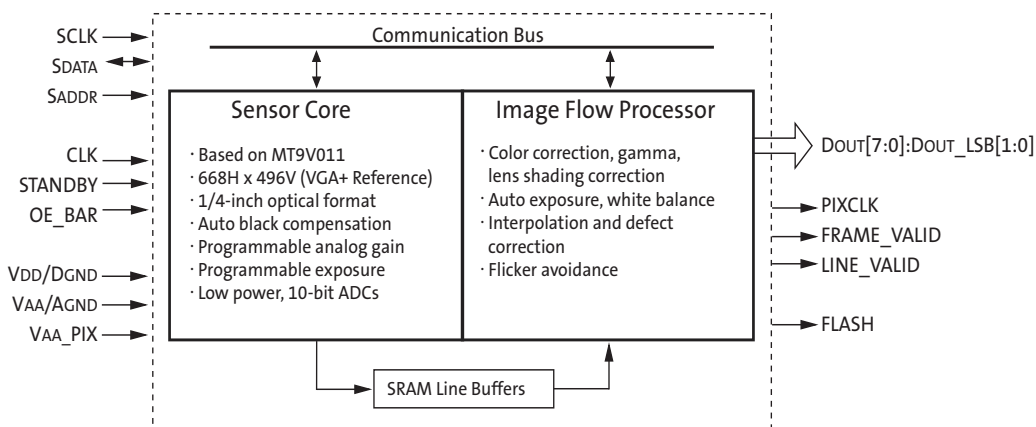 SCLK
SDATA
SADDR
CLK
STANDBY
OE_BAR
VDD/DGND
VAA/AGND
VAA_PIX
Communication Bus
Sensor Core
· Based on MT9V011
· 668H x 496V (VGA+ Reference)
· 1/4-inch optical format
· Auto black compensation
· Programmable analog gain
· Programmable exposure
· Low power, 10-bit ADCs
Image Flow Processor
· Color correction, gamma,
lens shading correction
· Auto exposure, white balance
· Interpolation and defect
correction
· Flicker avoidance
SRAM Line Buffers
DOUT[7:0]:DOUT_LSB[1:0]
PIXCLK
FRAME_VALID
LINE_VALID
FLASH